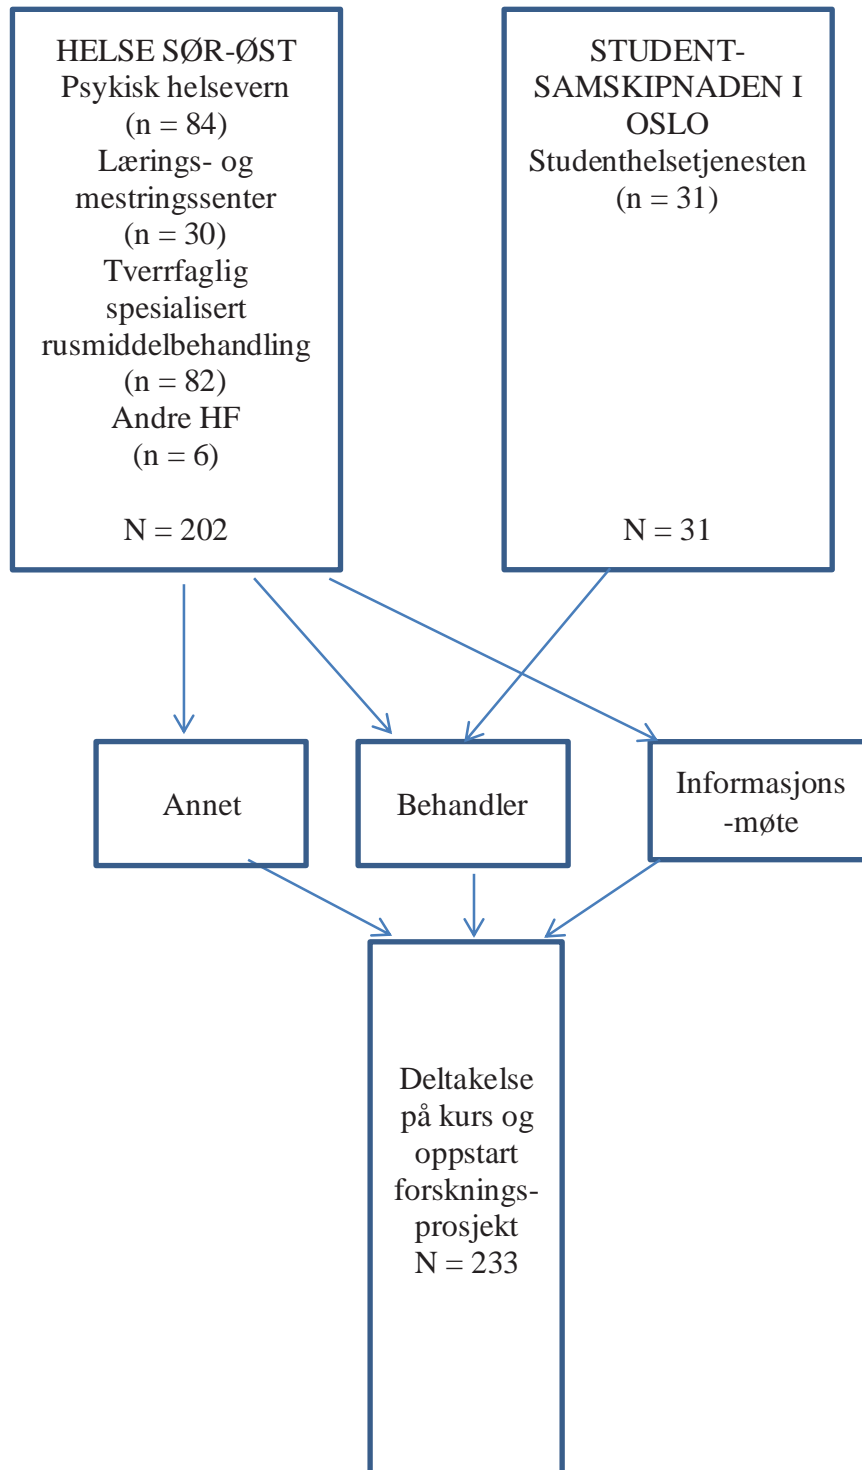 HELSE SØR-ØST
Psykisk helsevern
(n = 84)
Lærings- og
mestringssenter
(n = 30)
Tverrfaglig
spesialisert
rusmiddelbehandling
(n = 82)
Andre HF
(n = 6)
N = 202
STUDENT-
SAMSKIPNADEN I
OSLO
Studenthelsetjenesten
(n = 31)
N = 31
Annet
Behandler
Informasjons
-møte
Deltakelse
på kurs og
oppstart
forsknings-
prosjekt
N = 233